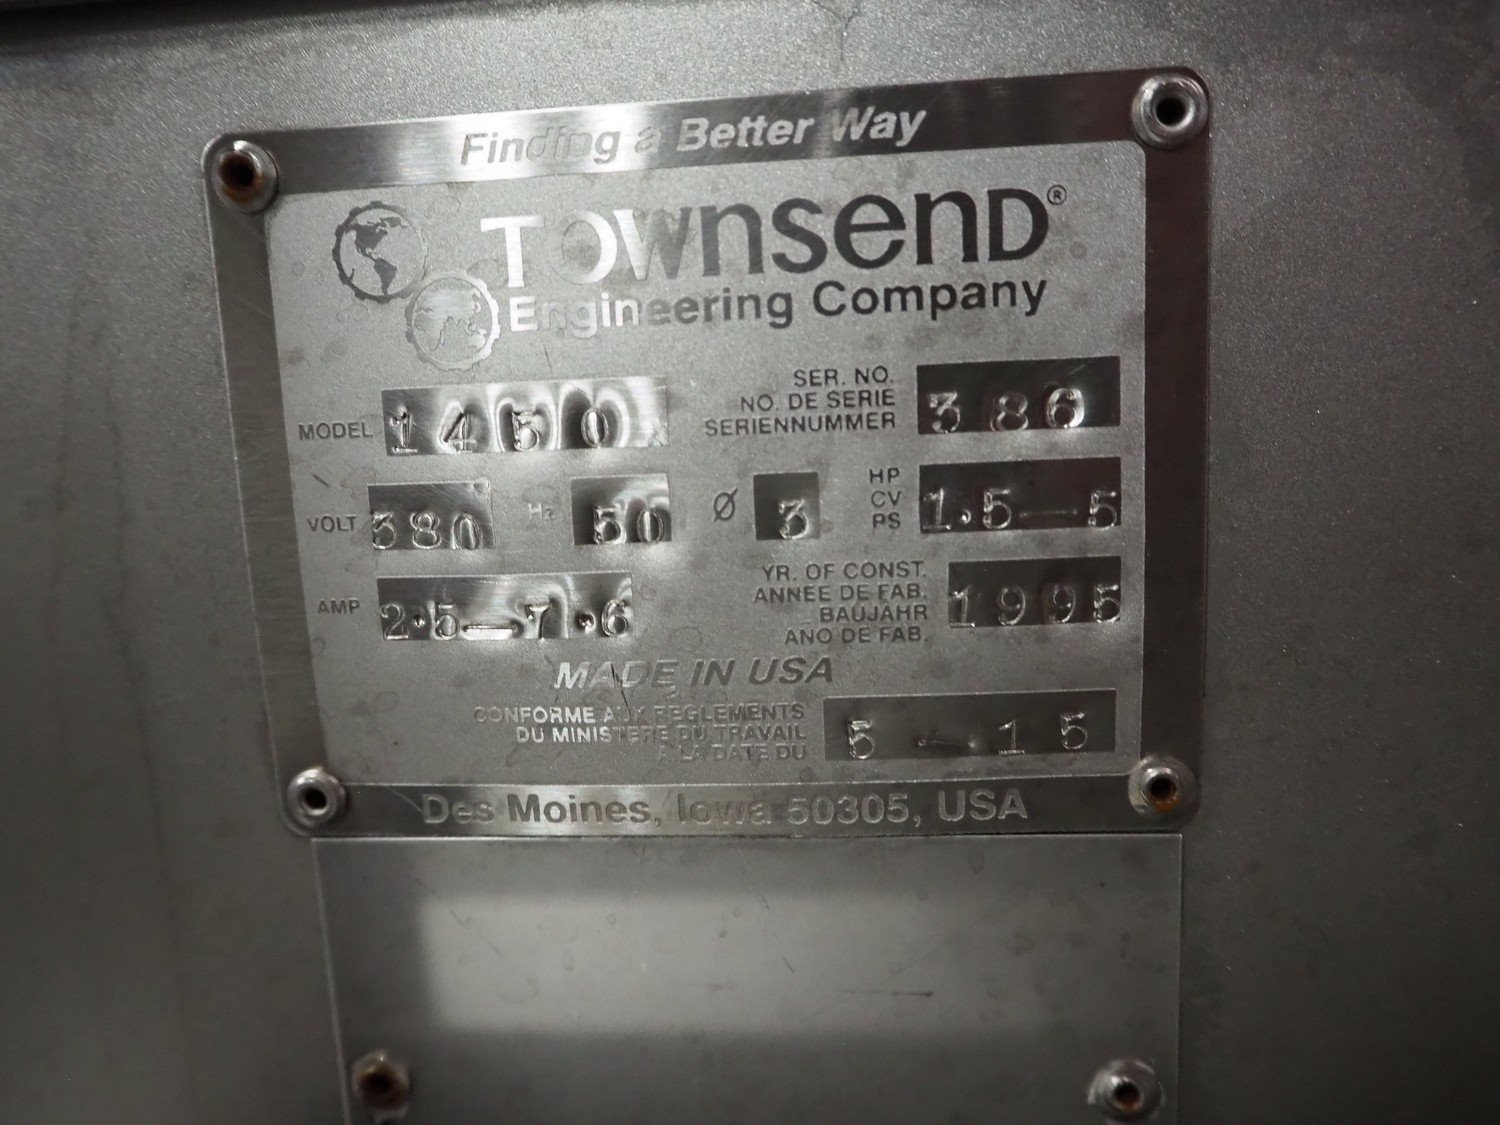 Finding a Better Way
TOWNSEND®
Engineering Company
MODEL 1450
SER. NO.
NO. DE SERIE
SERIENNUMMER 386
VOLT 380 Hz 50 Ø 3
HP
CV
PS 1.5-5
AMP 2.5-7.6
YR. OF CONST.
ANNÉE DE FAB.
BAUJAHR
ANO DE FAB. 1995
MADE IN USA
CONFORME AUX RÉGLEMENTS
DU MINISTERE DU TRAVAIL
À LA DATE DU 5-15
Des Moines, Iowa 50305, USA